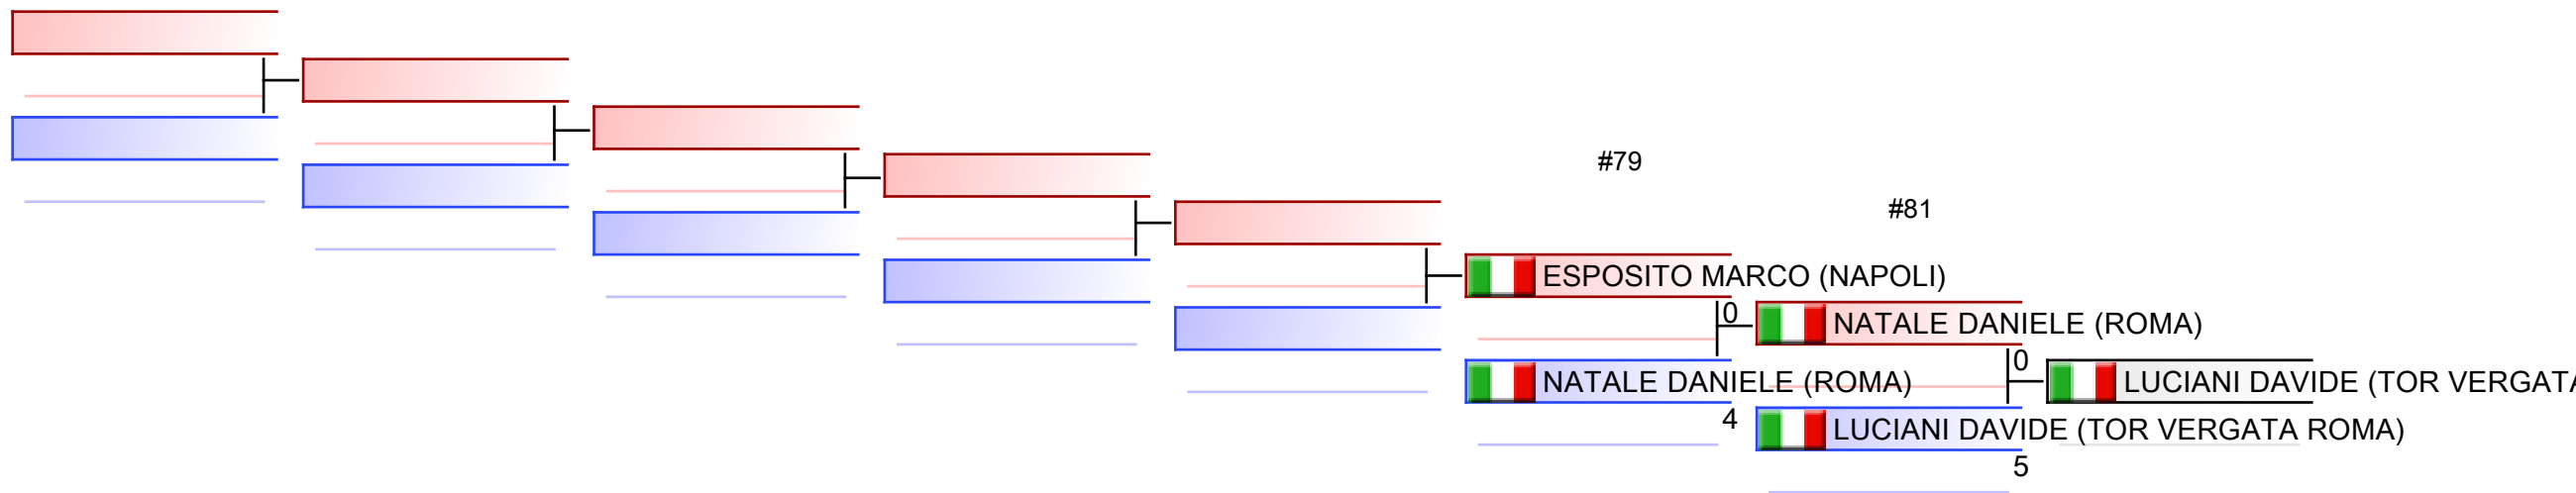 #79
#81
ESPOSITO MARCO (NAPOLI)
0
NATALE DANIELE (ROMA)
0
NATALE DANIELE (ROMA)
LUCIANI DAVIDE (TOR VERGATA
4
LUCIANI DAVIDE (TOR VERGATA ROMA)
5